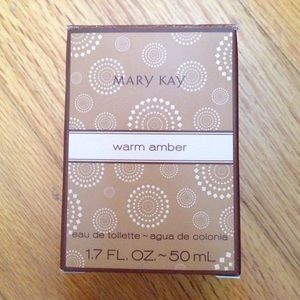 MARY KAY
warm amber
eau de toilette ~ agua de colonia
1.7 FL. OZ. ~ 50 mL